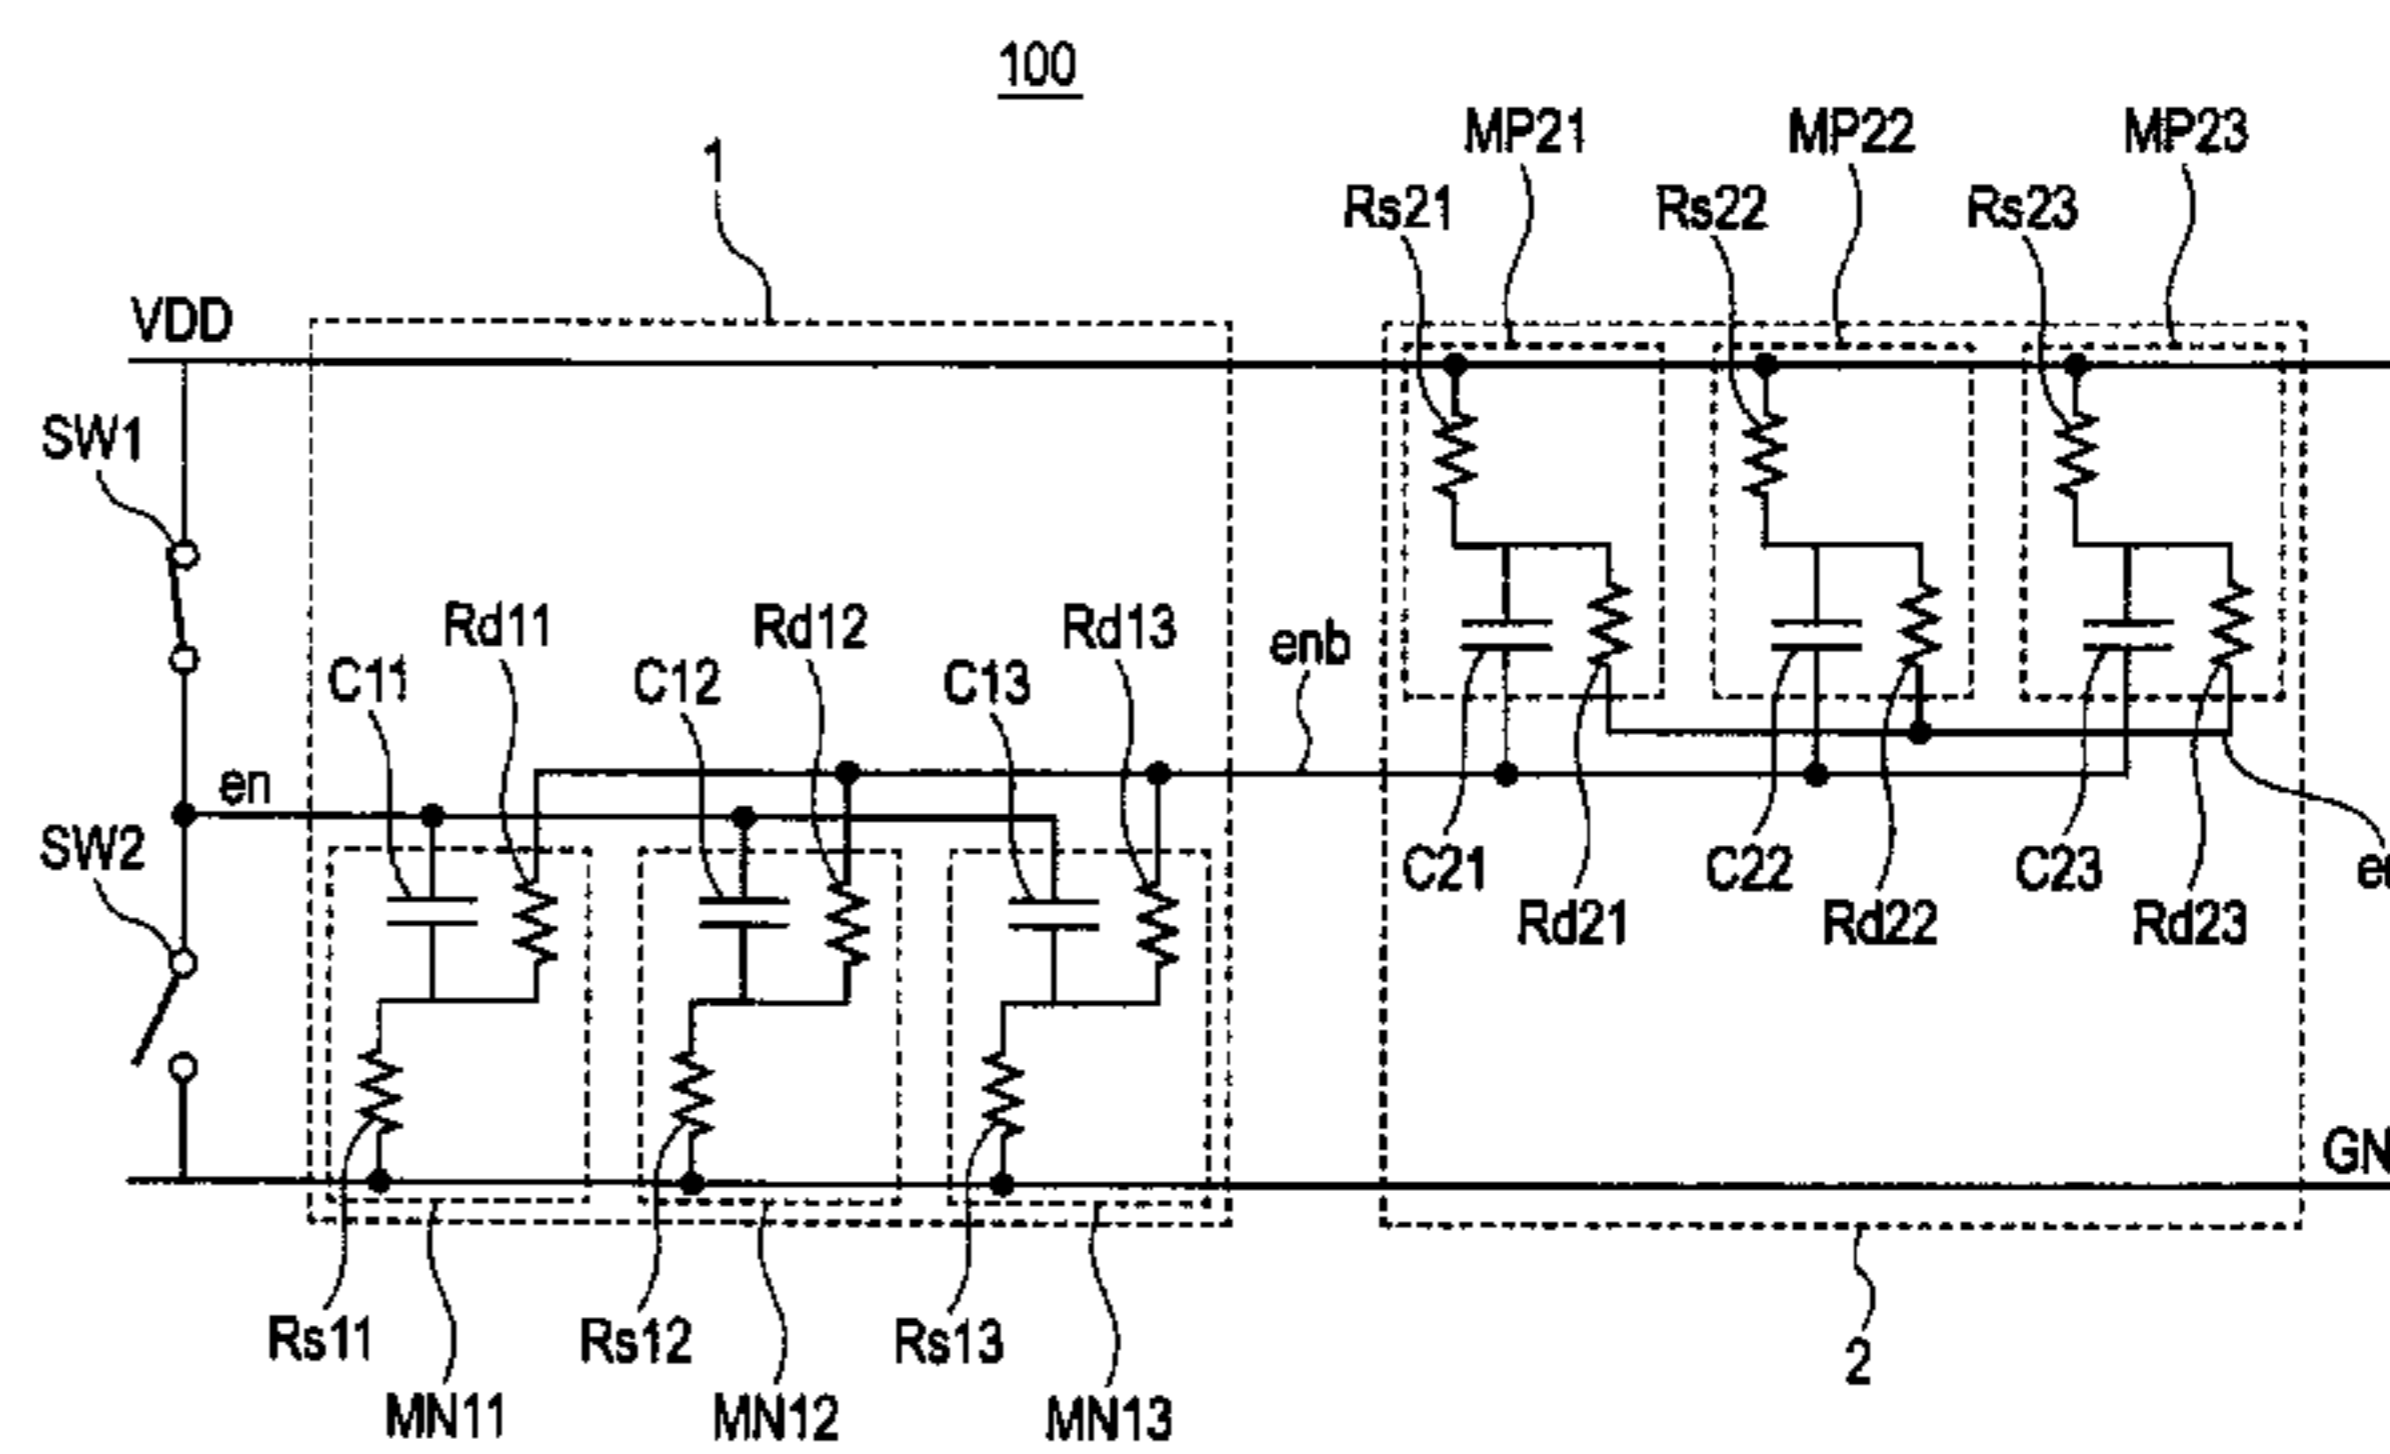 100
1
MP21
MP22
MP23
Rs21
Rs22
Rs23
VDD
SW1
Rd11
Rd12
Rd13
C11
C12
C13
enb
en
SW2
C21
C22
C23
Rd21
Rd22
Rd23
Rs11
Rs12
Rs13
MN11
MN12
MN13
2